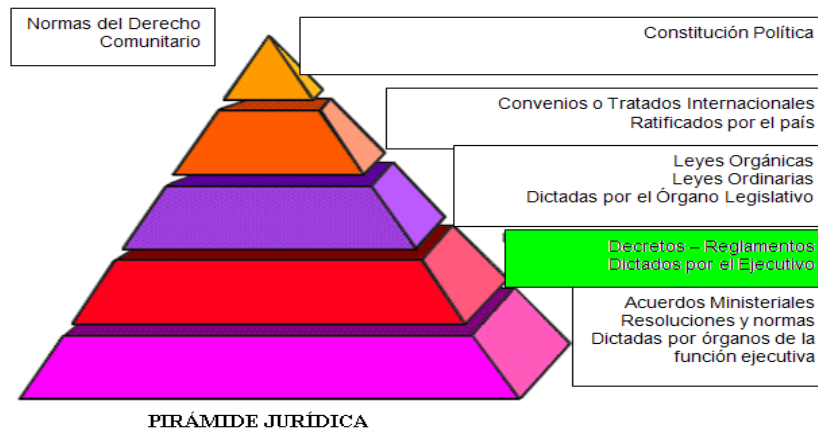 Normas del Derecho
Comunitario
Constitución Política
Convenios o Tratados Internacionales
Ratificados por el país
Leyes Orgánicas
Leyes Ordinarias
Dictadas por el Órgano Legislativo
Decretos – Reglamentos
Dictados por el Ejecutivo
Acuerdos Ministeriales
Resoluciones y normas
Dictadas por órganos de la
función ejecutiva
PIRÁMIDE JURÍDICA